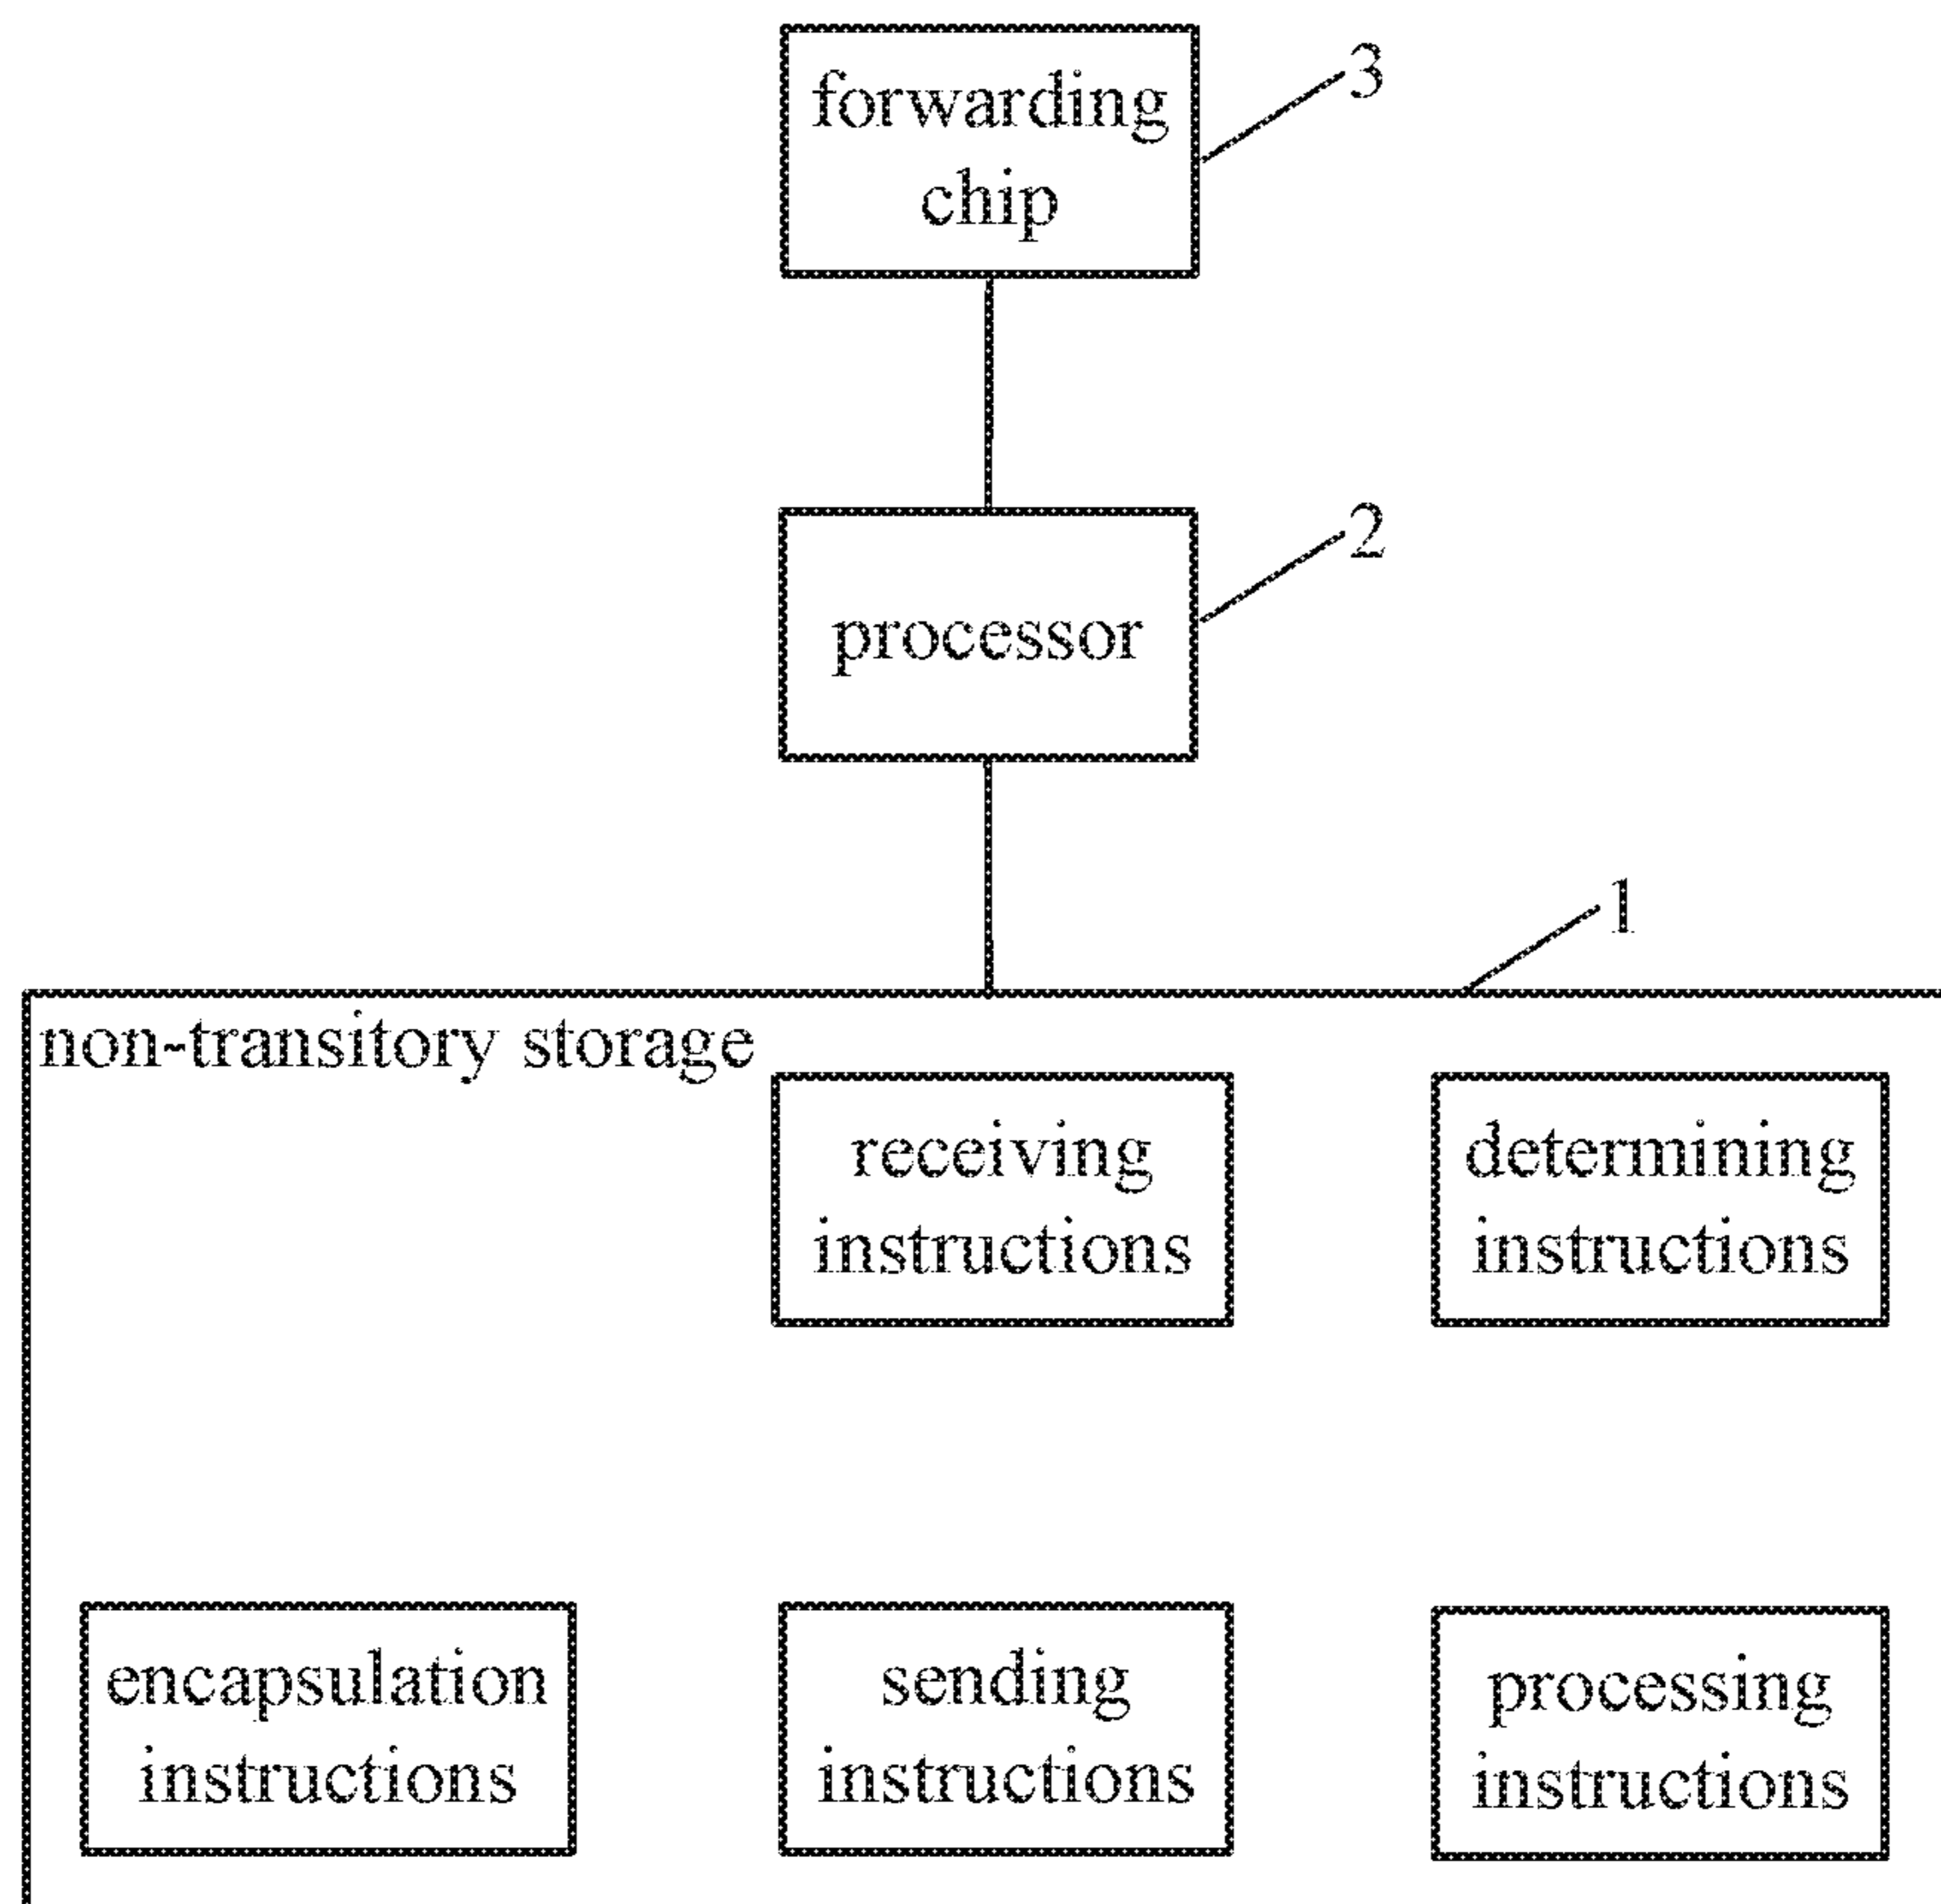 forwarding
chip
3
processor
2
1
non-transitory storage
receiving
instructions
determining
instructions
encapsulation
instructions
sending
instructions
processing
instructions